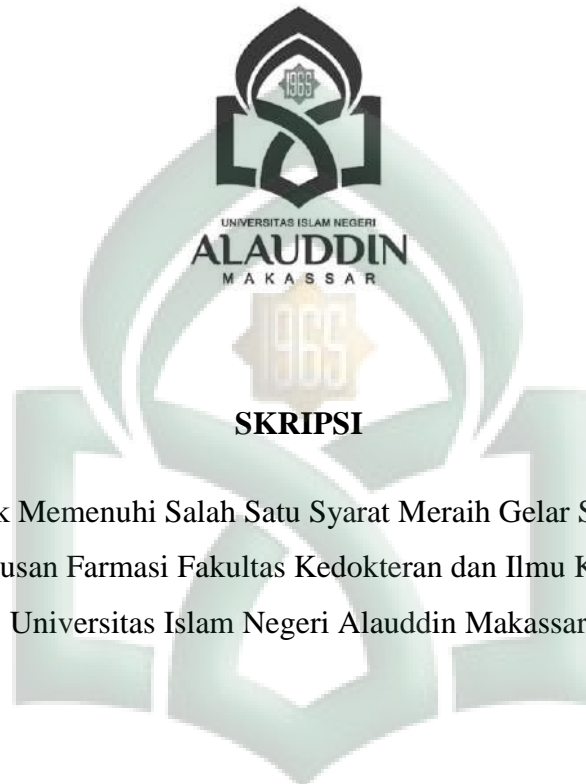 1965
UNIVERSITAS ISLAM NEGERI
ALAUDDIN
MAKASSAR
1965
SKRIPSI
k Memenuhi Salah Satu Syarat Meraih Gelar S
usan Farmasi Fakultas Kedokteran dan Ilmu K
Universitas Islam Negeri Alauddin Makassar